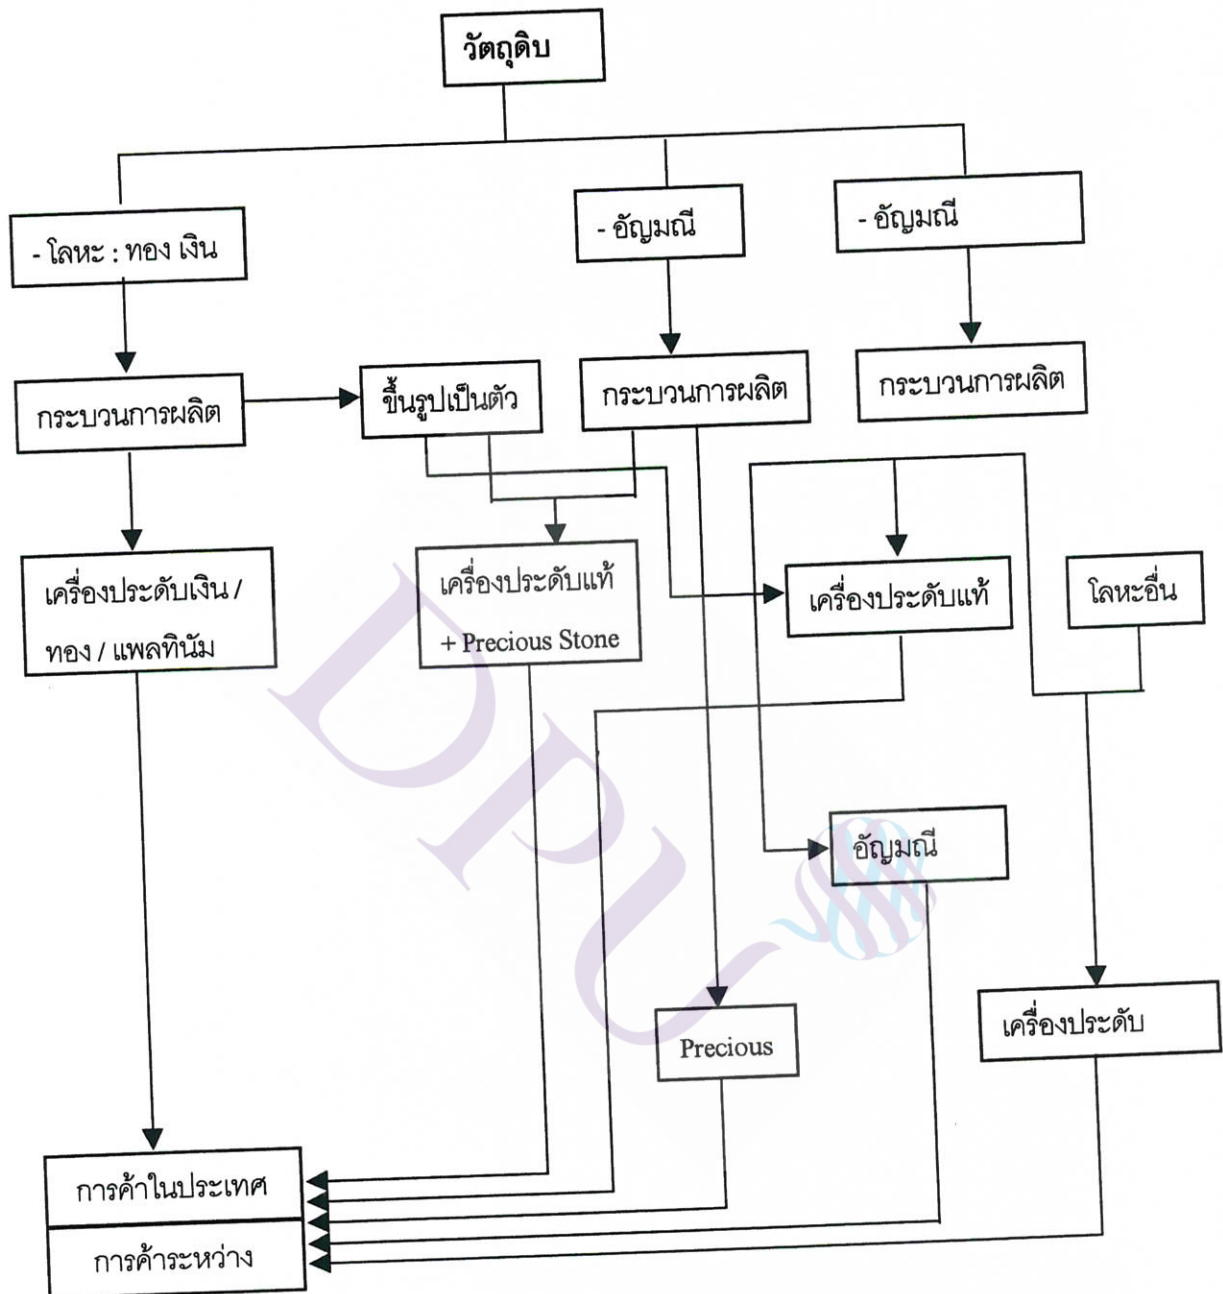 วัตถุดิบ
- โลหะ : ทอง เงิน
- อัญมณี
- อัญมณี
กระบวนการผลิต
ขึ้นรูปเป็นตัว
กระบวนการผลิต
กระบวนการผลิต
เครื่องประดับเงิน /
ทอง / แพลทินัม
เครื่องประดับแท้
+ Precious Stone
เครื่องประดับแท้
โลหะอื่น
อัญมณี
Precious
เครื่องประดับ
การค้าในประเทศ
การค้าระหว่าง
DPU